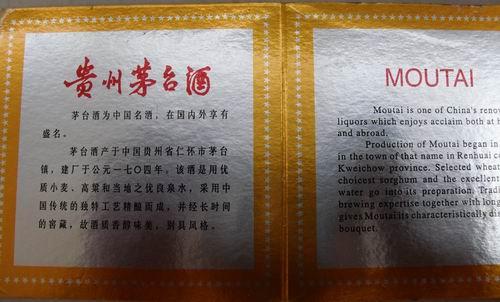 贵州茅台酒
茅台酒为中国名酒，在国内外享有
盛名。
茅台酒产于中国贵州省仁怀市茅台
镇，建厂于公元一七〇四年，该酒是用优
质小麦、高粱和当地之优良泉水，采用中
国传统的独特工艺精酿而成，并经长时间
的窖藏，故酒质香醇味美，别具风格。
MOUTAI
Moutai is one of China's reno
liquors which enjoys acclaim both at
and abroad.
Production of Moutai began in
in the town of that name in Renhuai
Kweichow province. Selected wheat
choicest sorghum and the excellent
water go into its preparation. Trad
brewing expertise together with long
gives Moutai its characteristically dis
bouquet.